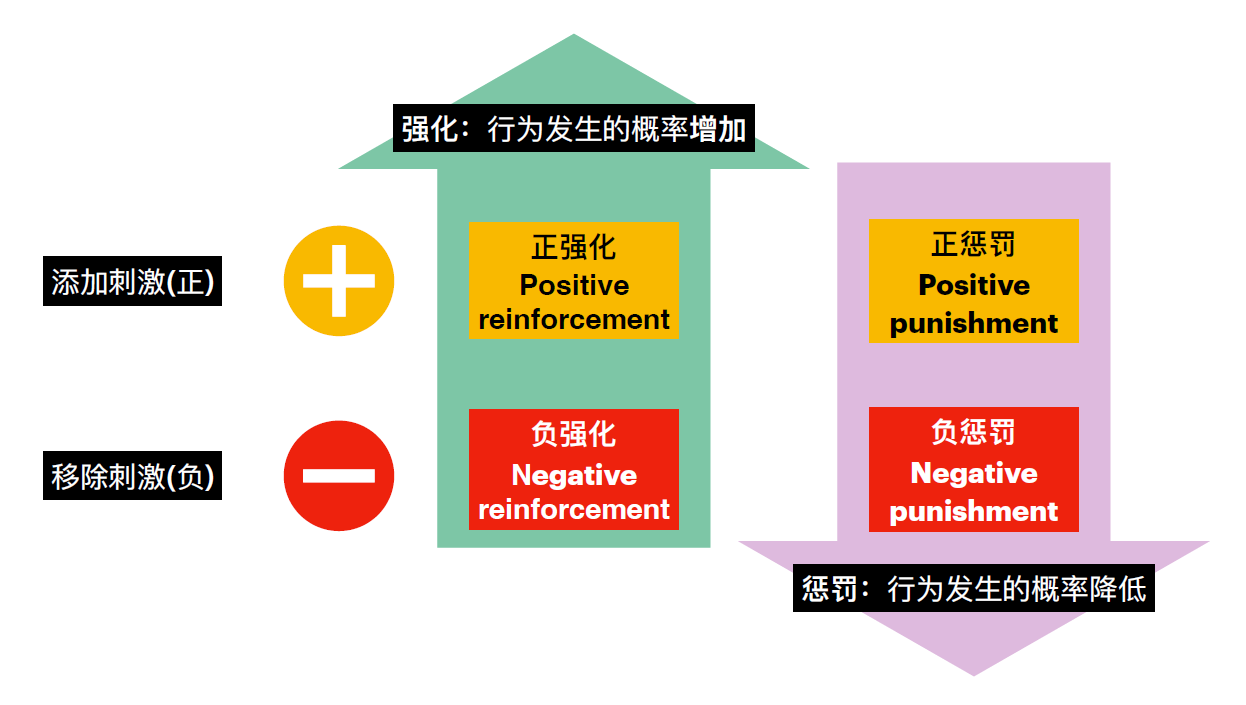 强化：行为发生的概率增加
添加刺激(正)
正强化
Positive
reinforcement
正惩罚
Positive
punishment
移除刺激(负)
负强化
Negative
reinforcement
负惩罚
Negative
punishment
惩罚：行为发生的概率降低